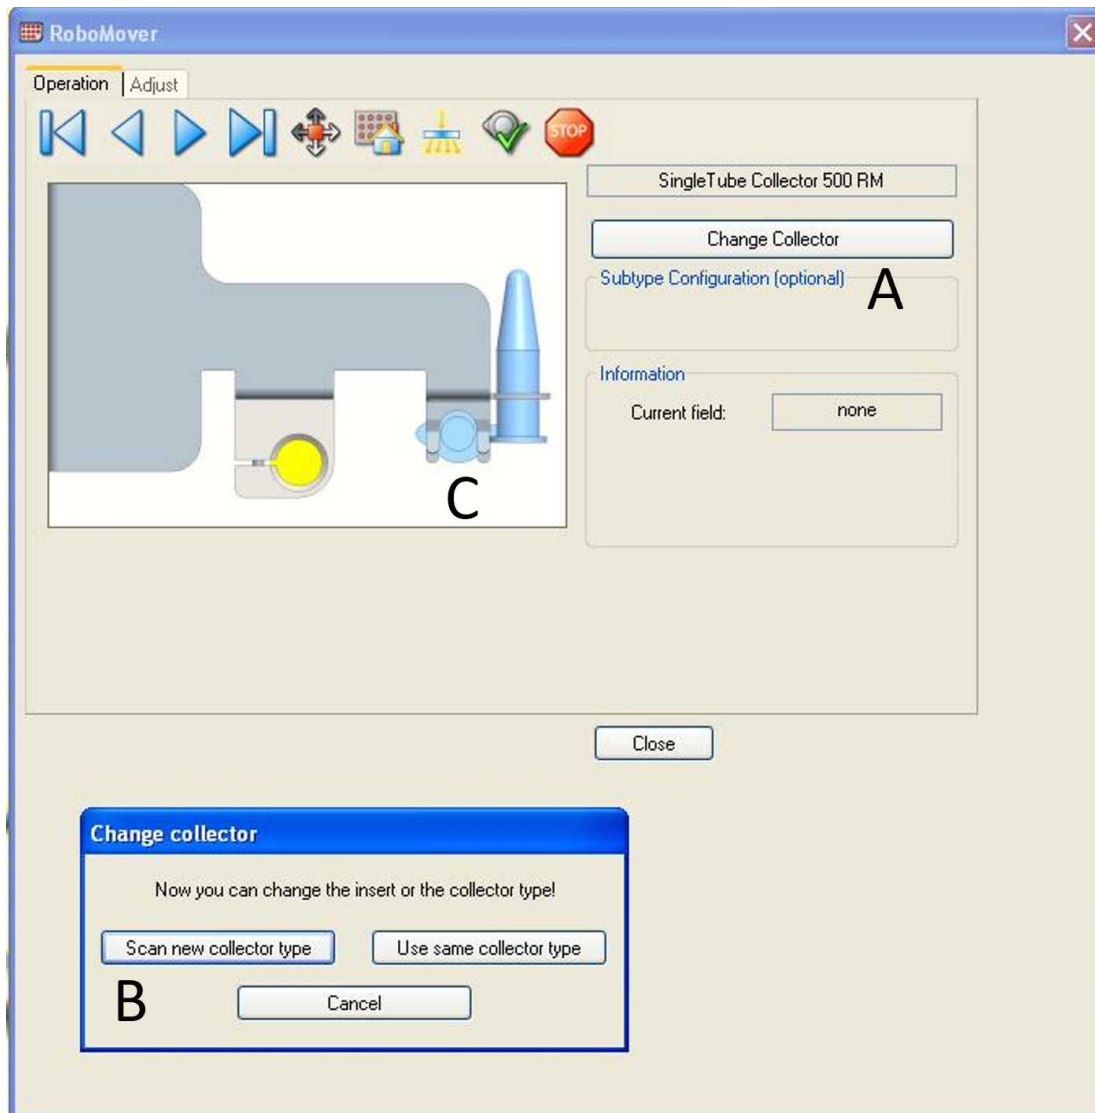 RoboMover
Operation
Adjust
STOP
SingleTube Collector 500 RM
Change Collector
A
Subtype Configuration (optional)
Information
Current field:
none
C
Close
Change collector
Now you can change the insert or the collector type!
Scan new collector type
Use same collector type
B
Cancel